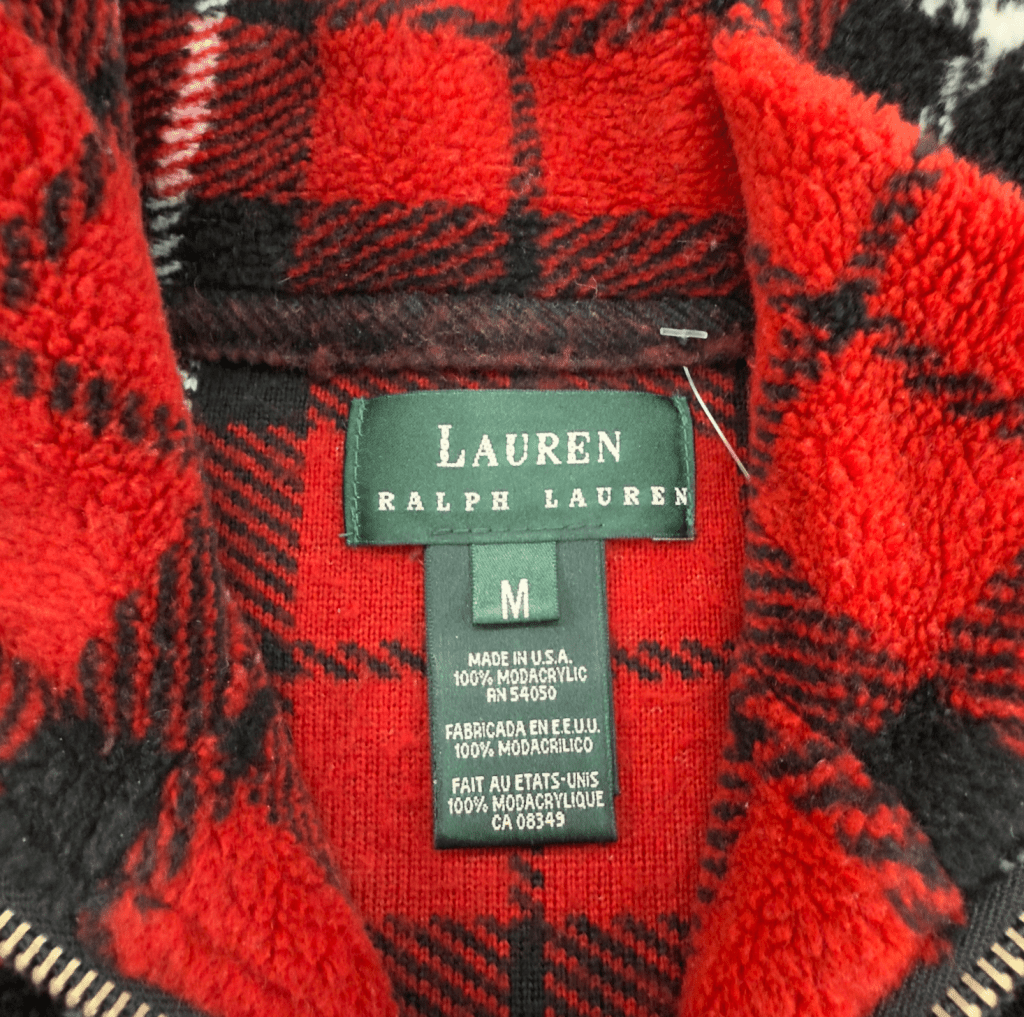 LAUREN
RALPH LAUREN
M
MADE IN U.S.A.
100% MODACRYLIC
RN 54050
FABRICADA EN E.E.U.U.
100% MODACRILICO
FAIT AU ETATS-UNIS
100% MODACRYLIQUE
CA 08349